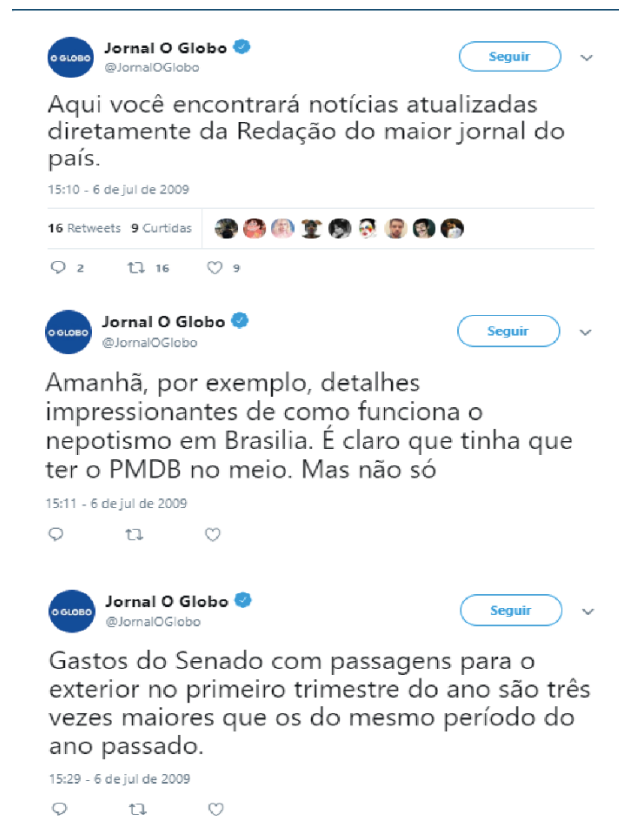 O GLOBO
Jornal O Globo
@JornalOGlobo
Seguir
Aqui você encontrará notícias atualizadas
diretamente da Redação do maior jornal do
país.
15:10 - 6 de jul de 2009
16 Retweets 9 Curtidas
2 16 9
O GLOBO
Jornal O Globo
@JornalOGlobo
Seguir
Amanhã, por exemplo, detalhes
impressionantes de como funciona o
nepotismo em Brasilia. É claro que tinha que
ter o PMDB no meio. Mas não só
15:11 - 6 de jul de 2009
O GLOBO
Jornal O Globo
@JornalOGlobo
Seguir
Gastos do Senado com passagens para o
exterior no primeiro trimestre do ano são três
vezes maiores que os do mesmo período do
ano passado.
15:29 - 6 de jul de 2009